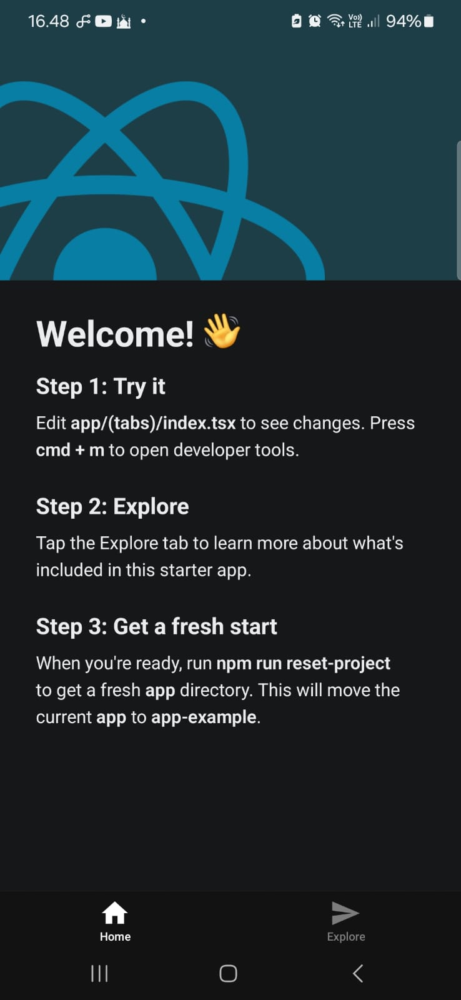 16.48
Vo))
LTE
94%
Welcome! 👋
Step 1: Try it
Edit app/(tabs)/index.tsx to see changes. Press
cmd + m to open developer tools.
Step 2: Explore
Tap the Explore tab to learn more about what's
included in this starter app.
Step 3: Get a fresh start
When you're ready, run npm run reset-project
to get a fresh app directory. This will move the
current app to app-example.
Home
Explore